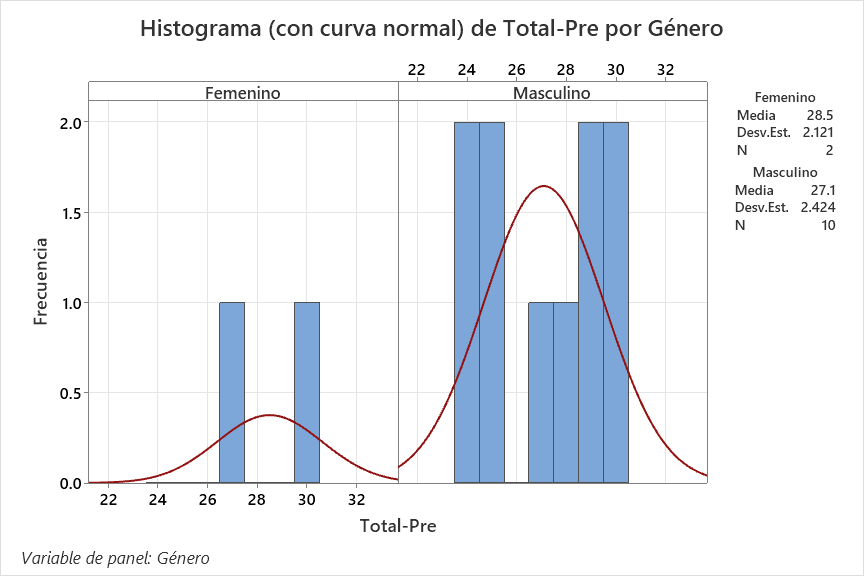 Histograma (con curva normal) de Total-Pre por Género
22 24 26 28 30 32
Femenino Masculino
2.0
1.5
1.0
0.5
0.0
Frecuencia
22 24 26 28 30 32
Total-Pre
Femenino
Media 28.5
Desv.Est. 2.121
N 2
Masculino
Media 27.1
Desv.Est. 2.424
N 10
Variable de panel: Género